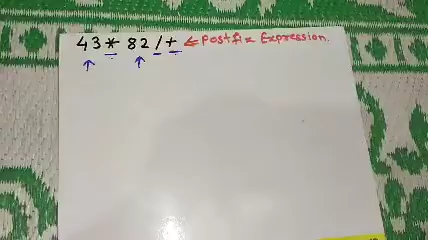 43* 82/+ ⇐ Postfix Expression.